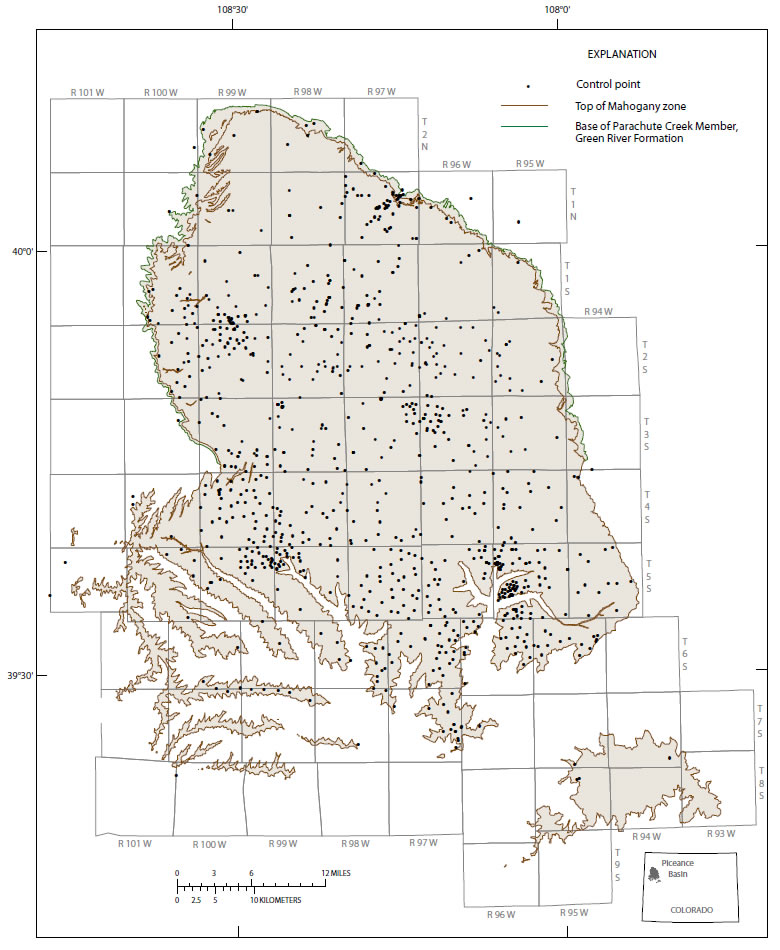 108°30' 108°0'
EXPLANATION
Control point
Top of Mahogany zone
Base of Parachute Creek Member,
Green River Formation
R 101 W R 100 W R 99 W R 98 W R 97 W
T
2
N
R 96 W R 95 W
T
1
N
40°0'
T
1
S
R 94 W
T
2
S
T
3
S
T
4
S
T
5
S
T
6
S
39°30'
T
7
S
T
8
S
R 101 W R 100 W R 99 W R 98 W R 97 W
R 94 W R 93 W
T
9
S
R 96 W R 95 W
0 3 6 12 MILES
0 2.5 5 10 KILOMETERS
Piceance
Basin
COLORADO